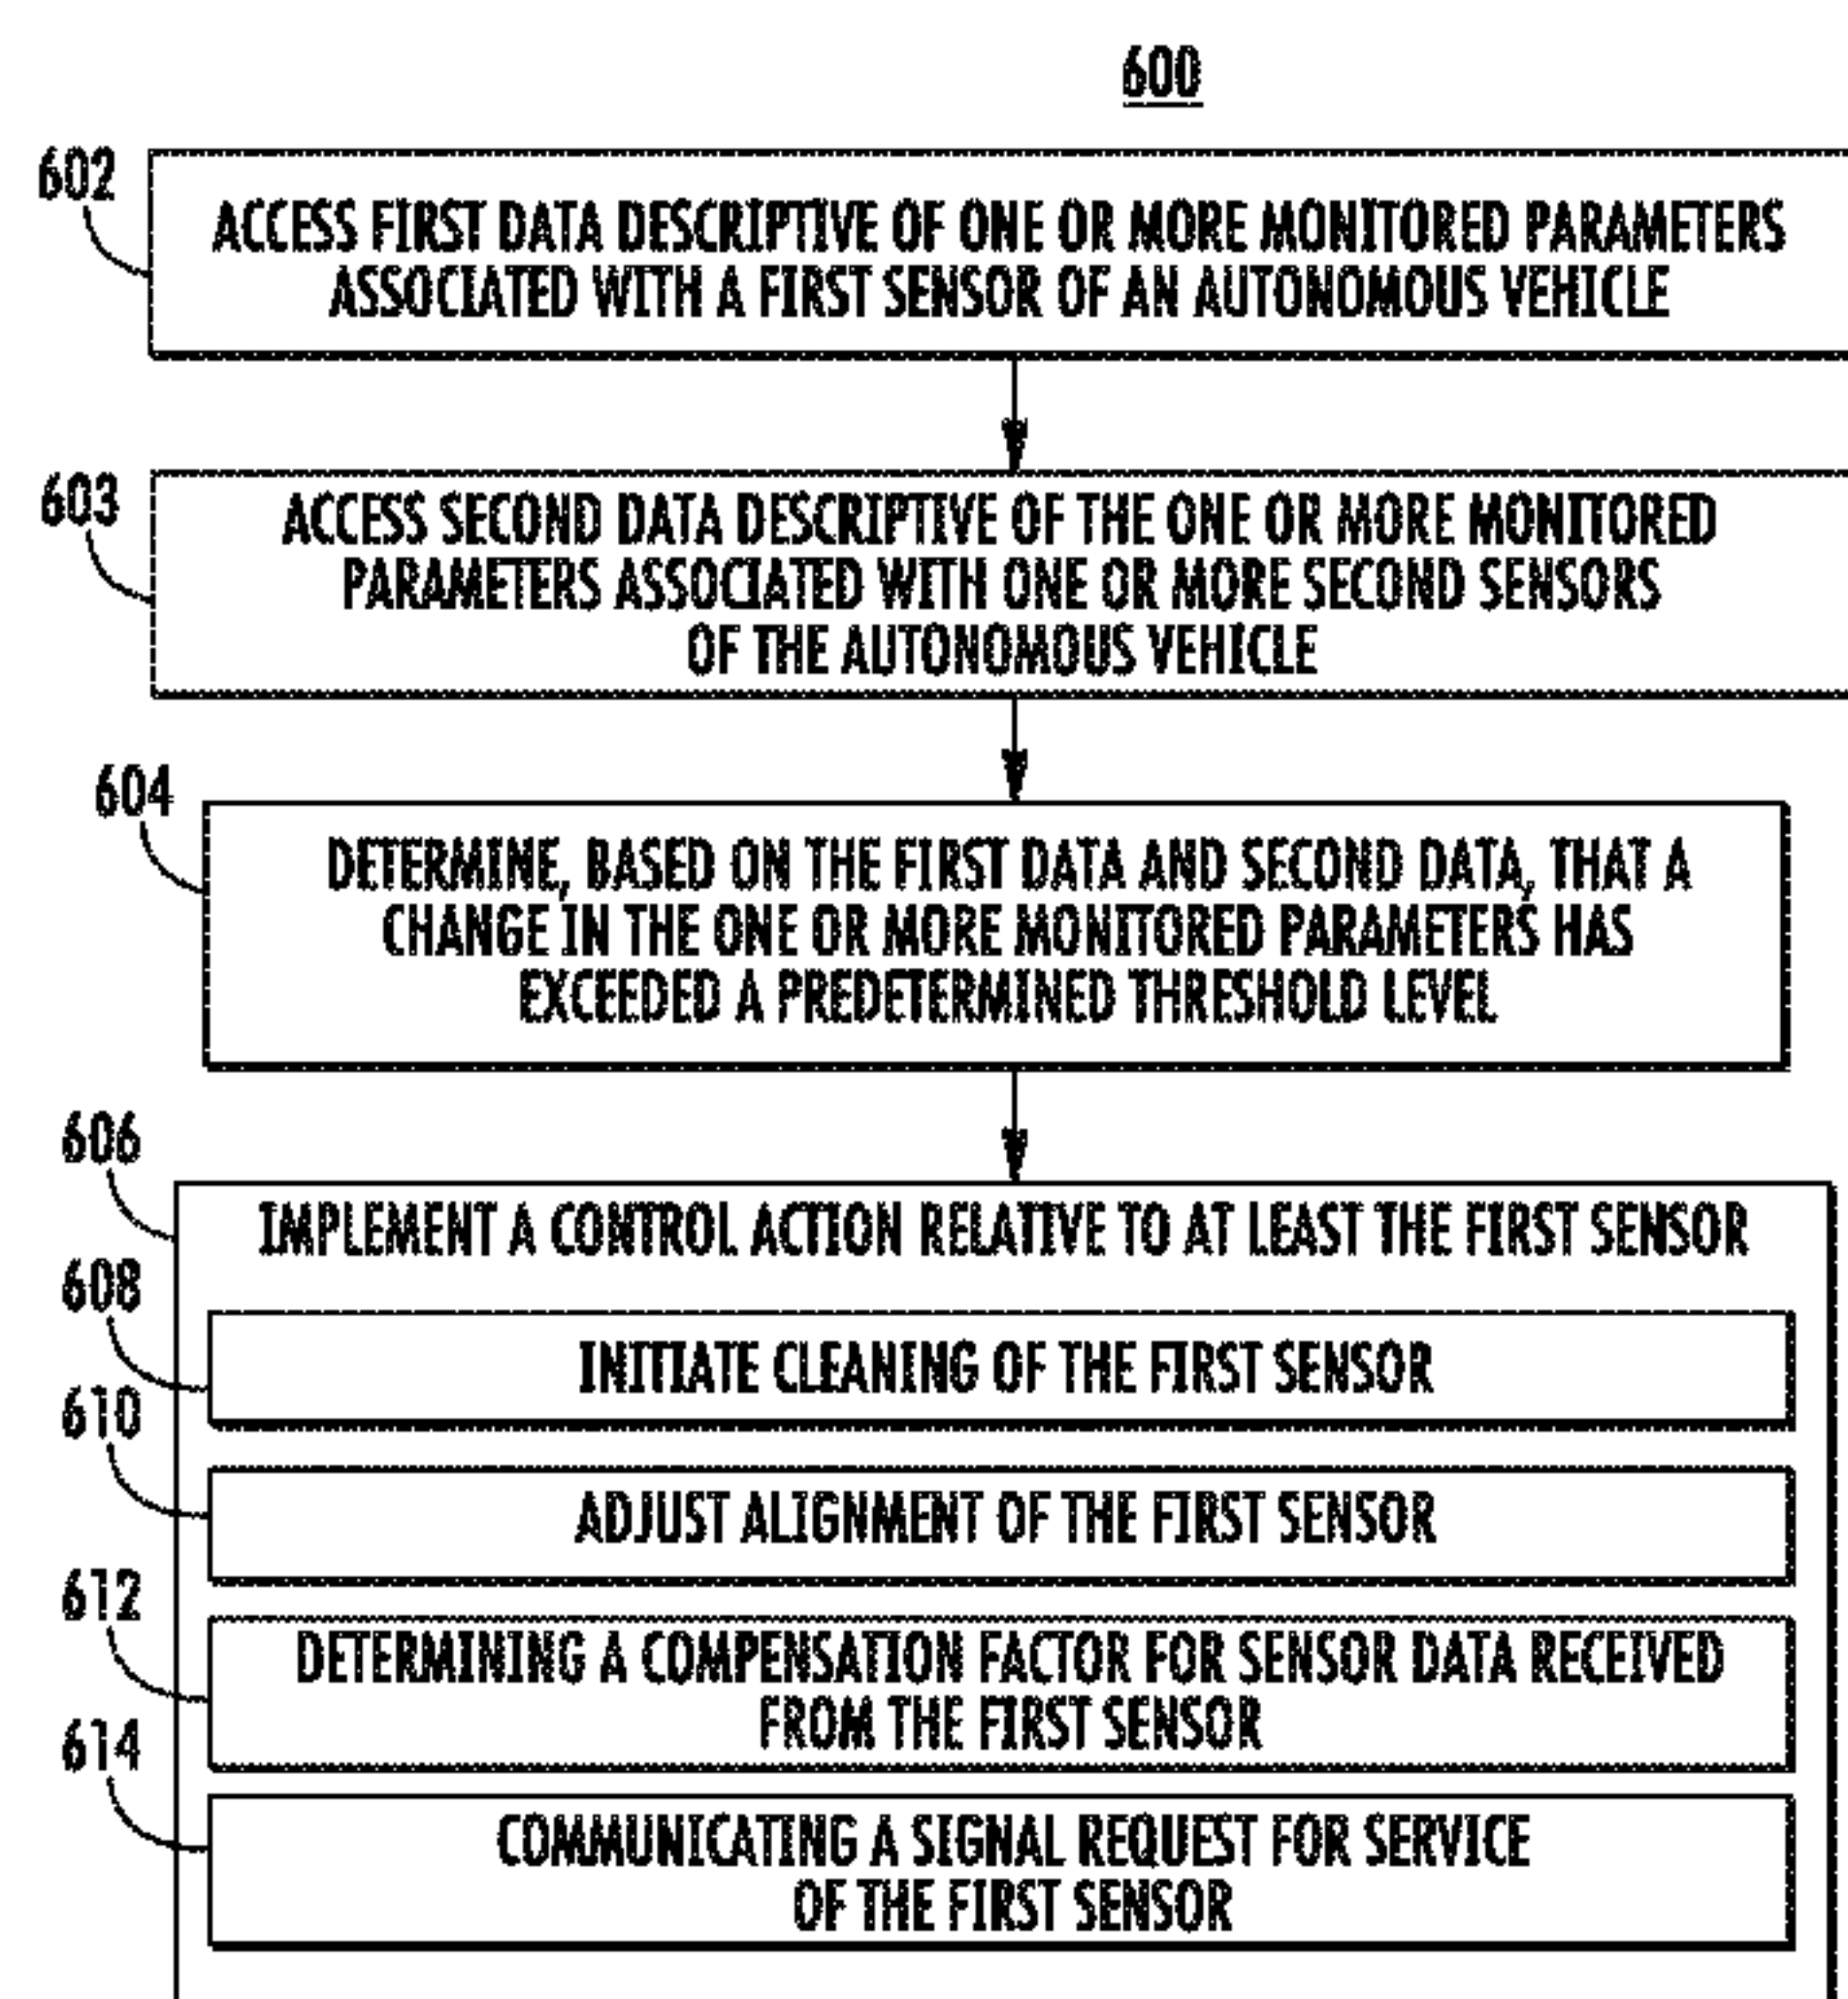 600
602
ACCESS FIRST DATA DESCRIPTIVE OF ONE OR MORE MONITORED PARAMETERS
ASSOCIATED WITH A FIRST SENSOR OF AN AUTONOMOUS VEHICLE
603
ACCESS SECOND DATA DESCRIPTIVE OF THE ONE OR MORE MONITORED
PARAMETERS ASSOCIATED WITH ONE OR MORE SECOND SENSORS
OF THE AUTONOMOUS VEHICLE
604
DETERMINE, BASED ON THE FIRST DATA AND SECOND DATA, THAT A
CHANGE IN THE ONE OR MORE MONITORED PARAMETERS HAS
EXCEEDED A PREDETERMINED THRESHOLD LEVEL
606
IMPLEMENT A CONTROL ACTION RELATIVE TO AT LEAST THE FIRST SENSOR
608
INITIATE CLEANING OF THE FIRST SENSOR
610
ADJUST ALIGNMENT OF THE FIRST SENSOR
612
DETERMINING A COMPENSATION FACTOR FOR SENSOR DATA RECEIVED
FROM THE FIRST SENSOR
614
COMMUNICATING A SIGNAL REQUEST FOR SERVICE
OF THE FIRST SENSOR